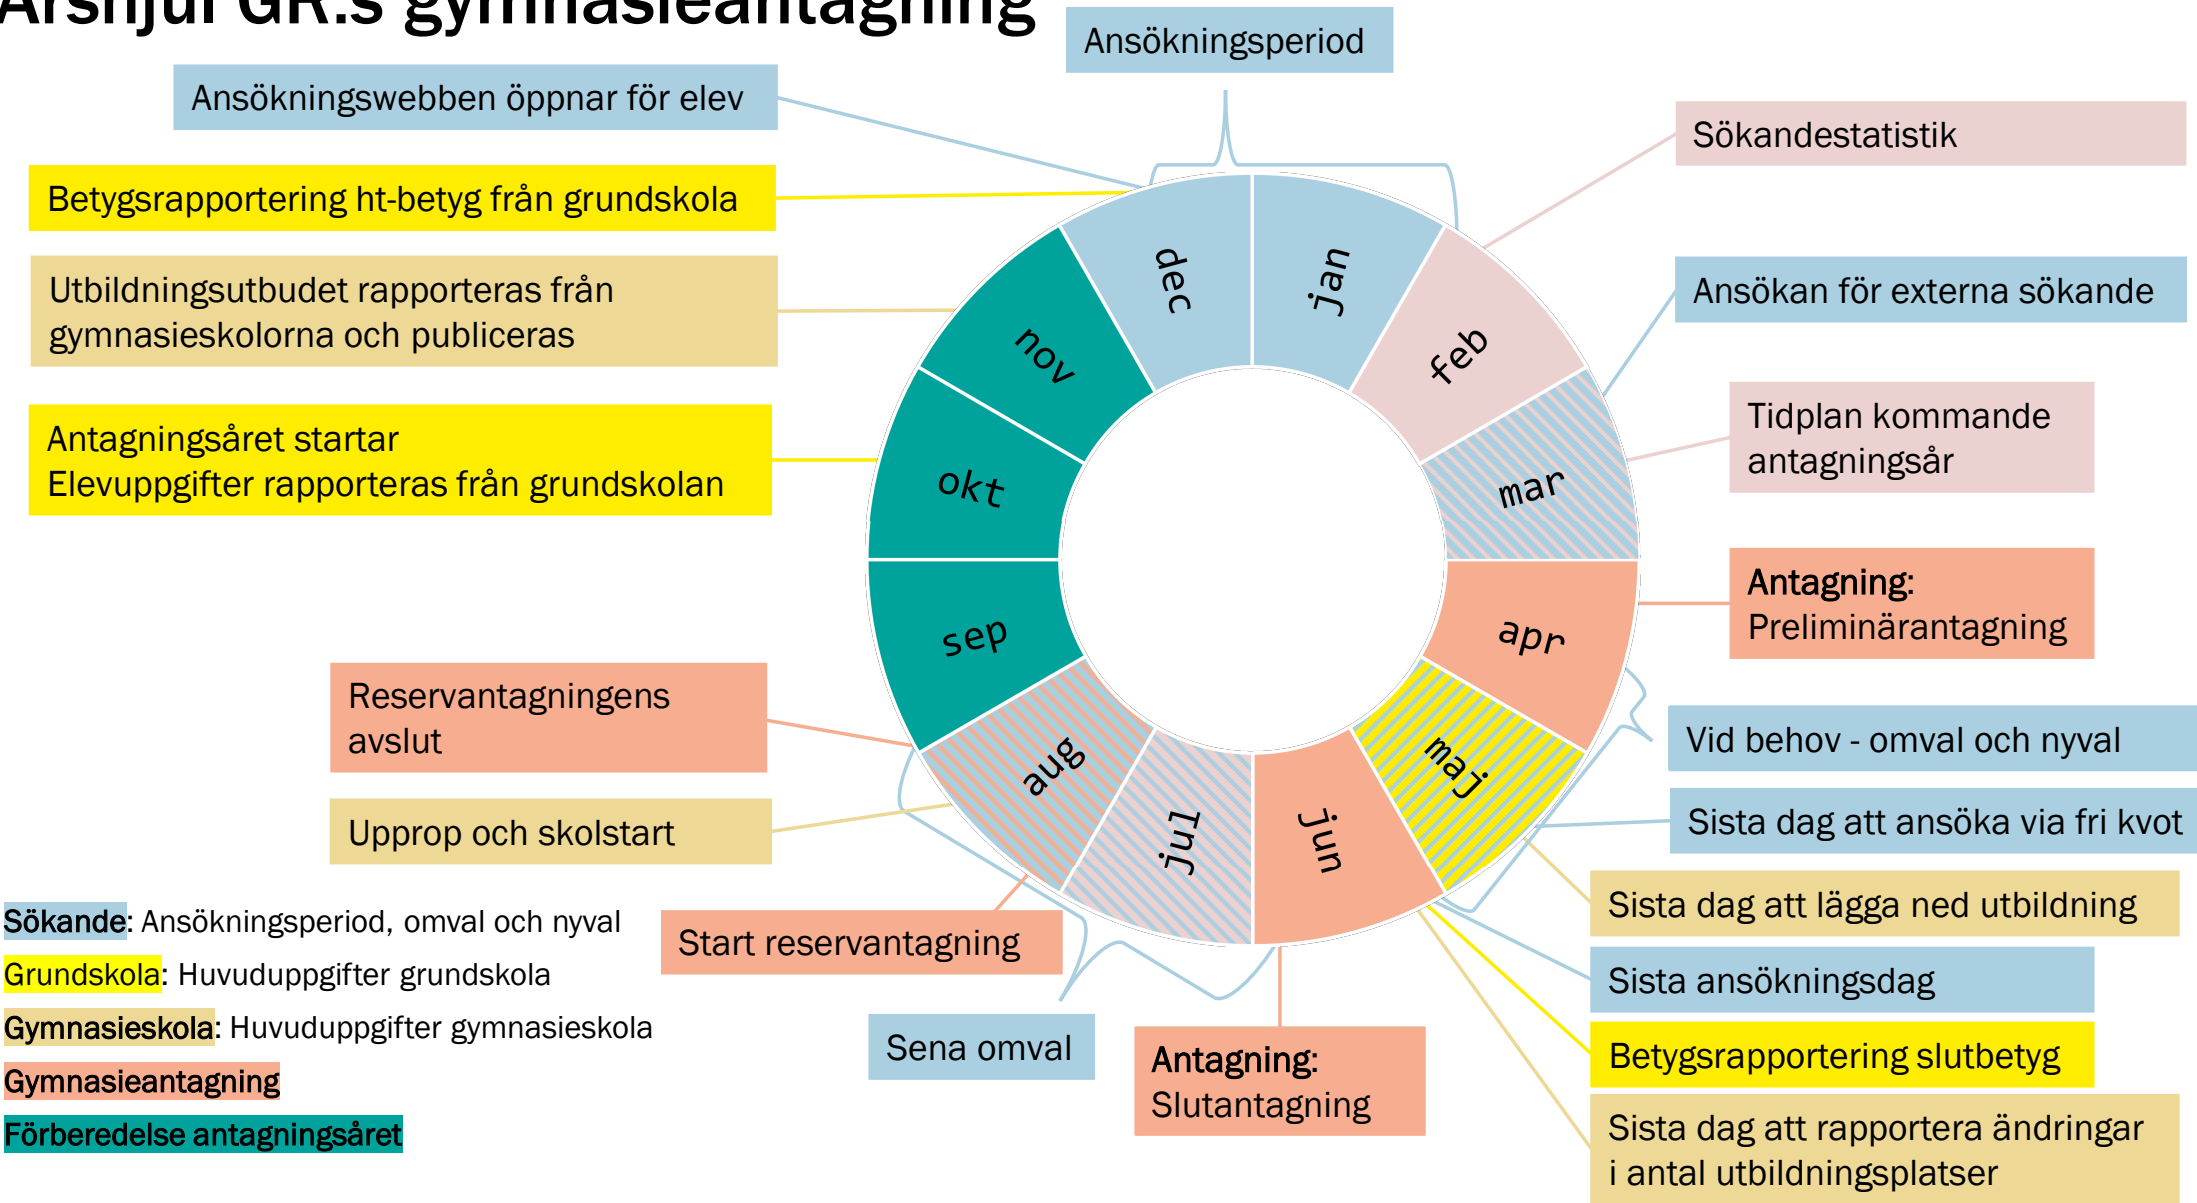 Årshjul GR:s gymnasieantagning
Ansökningsperiod
Ansökningswebben öppnar för elev
Sökandestatistik
Betygsrapportering ht-betyg från grundskola
Utbildningsutbudet rapporteras från
gymnasieskolorna och publiceras
Ansökan för externa sökande
Antagningsåret startar
Elevuppgifter rapporteras från grundskolan
Tidplan kommande
antagningsår
Antagning:
Preliminärantagning
jan
feb
mar
apr
maj
jun
jul
aug
sep
okt
nov
dec
Reservantagningens
avslut
Vid behov - omval och nyval
Upprop och skolstart
Sista dag att ansöka via fri kvot
Sista dag att lägga ned utbildning
Start reservantagning
Sista ansökningsdag
Sena omval
Antagning:
Slutantagning
Betygsrapportering slutbetyg
Sista dag att rapportera ändringar
i antal utbildningsplatser
Sökande: Ansökningsperiod, omval och nyval
Grundskola: Huvuduppgifter grundskola
Gymnasieskola: Huvuduppgifter gymnasieskola
Gymnasieantagning
Förberedelse antagningsåret